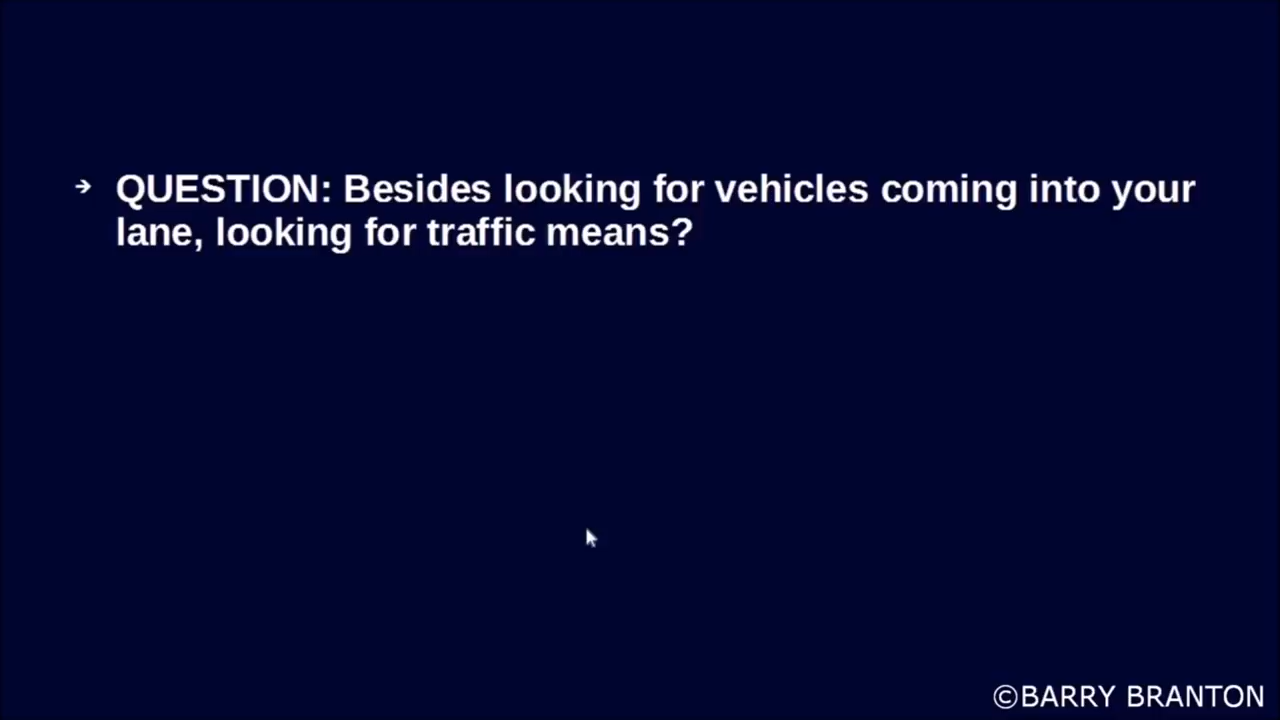 → QUESTION: Besides looking for vehicles coming into your
lane, looking for traffic means?
©BARRY BRANTON